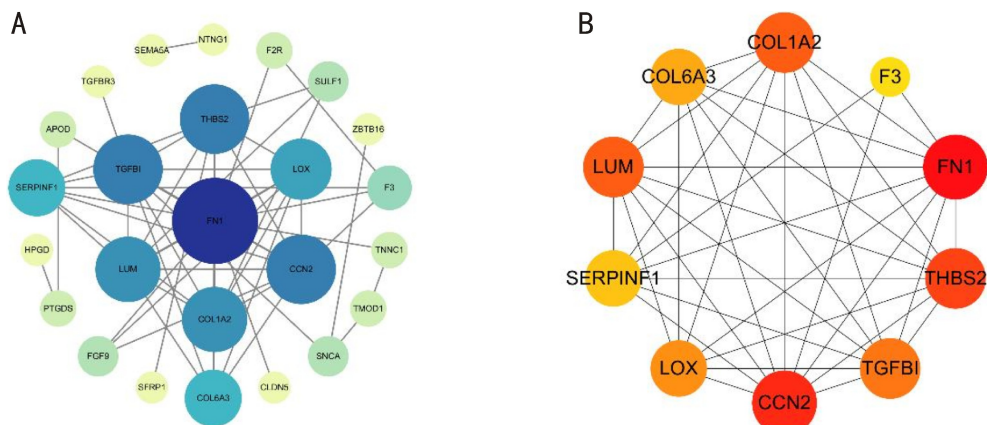 A
B
NTNG1
SEMA6A
F2R
TGFBR3
SULF1
THBS2
ZBTB16
APOD
TGFBI
LOX
SERPINF1
F3
FN1
HPGD
TNNC1
LUM
CCN2
PTGDS
TMOD1
COL1A2
FGF9
SNCA
SFRP1
CLDN5
COL6A3
COL1A2
COL6A3
F3
LUM
FN1
SERPINF1
THBS2
LOX
TGFBI
CCN2